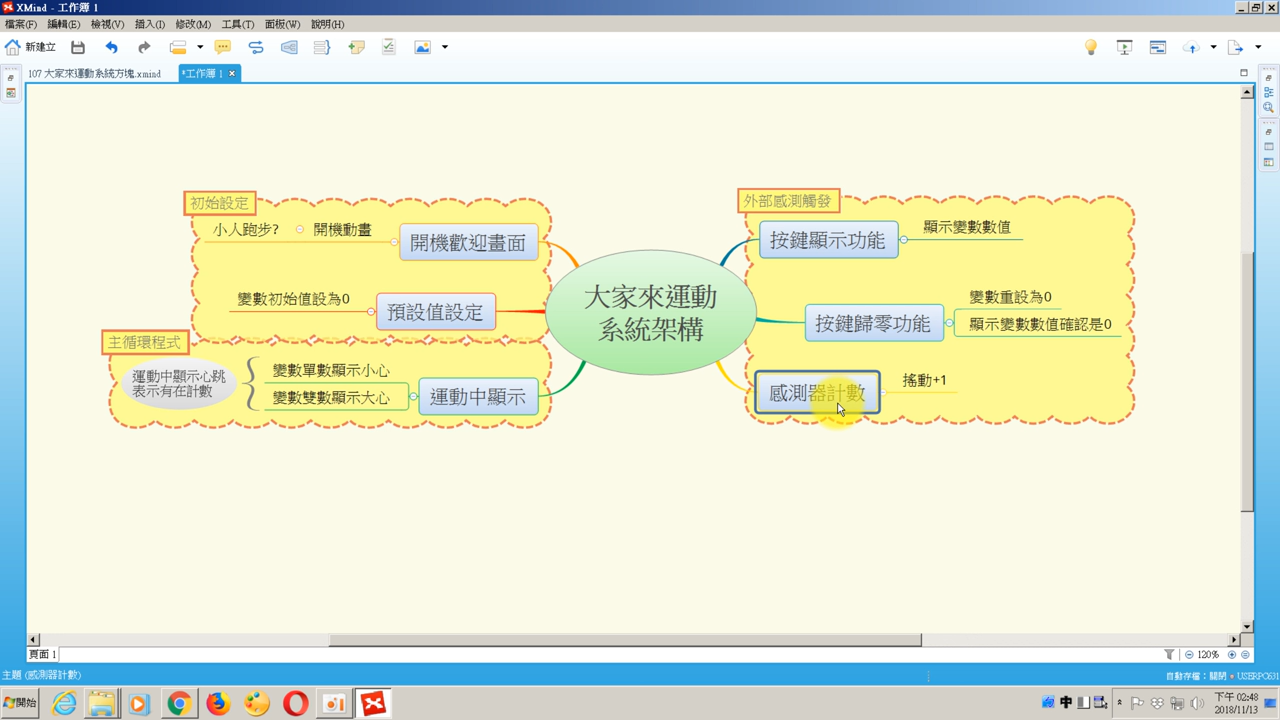 XMind - 工作簿 1
檔案(F) 編輯(E) 檢視(V) 插入(I) 修改(M) 工具(T) 面板(W) 說明(H)
新建立
107 大家來運動系統方塊.xmind
*工作簿 1
初始設定
小人跑步?
開機動畫
開機歡迎畫面
變數初始值設為0
預設值設定
主循環程式
運動中顯示心跳
表示有在計數
變數單數顯示小心
變數雙數顯示大心
運動中顯示
大家來運動
系統架構
外部感測觸發
按鍵顯示功能
顯示變數數值
按鍵歸零功能
變數重設為0
顯示變數數值確認是0
感測器計數
搖動+1
頁面 1
120%
主題 (感測器計數)
自動存檔：關閉
USERPC631
開始
中
下午 02:48
2018/11/13